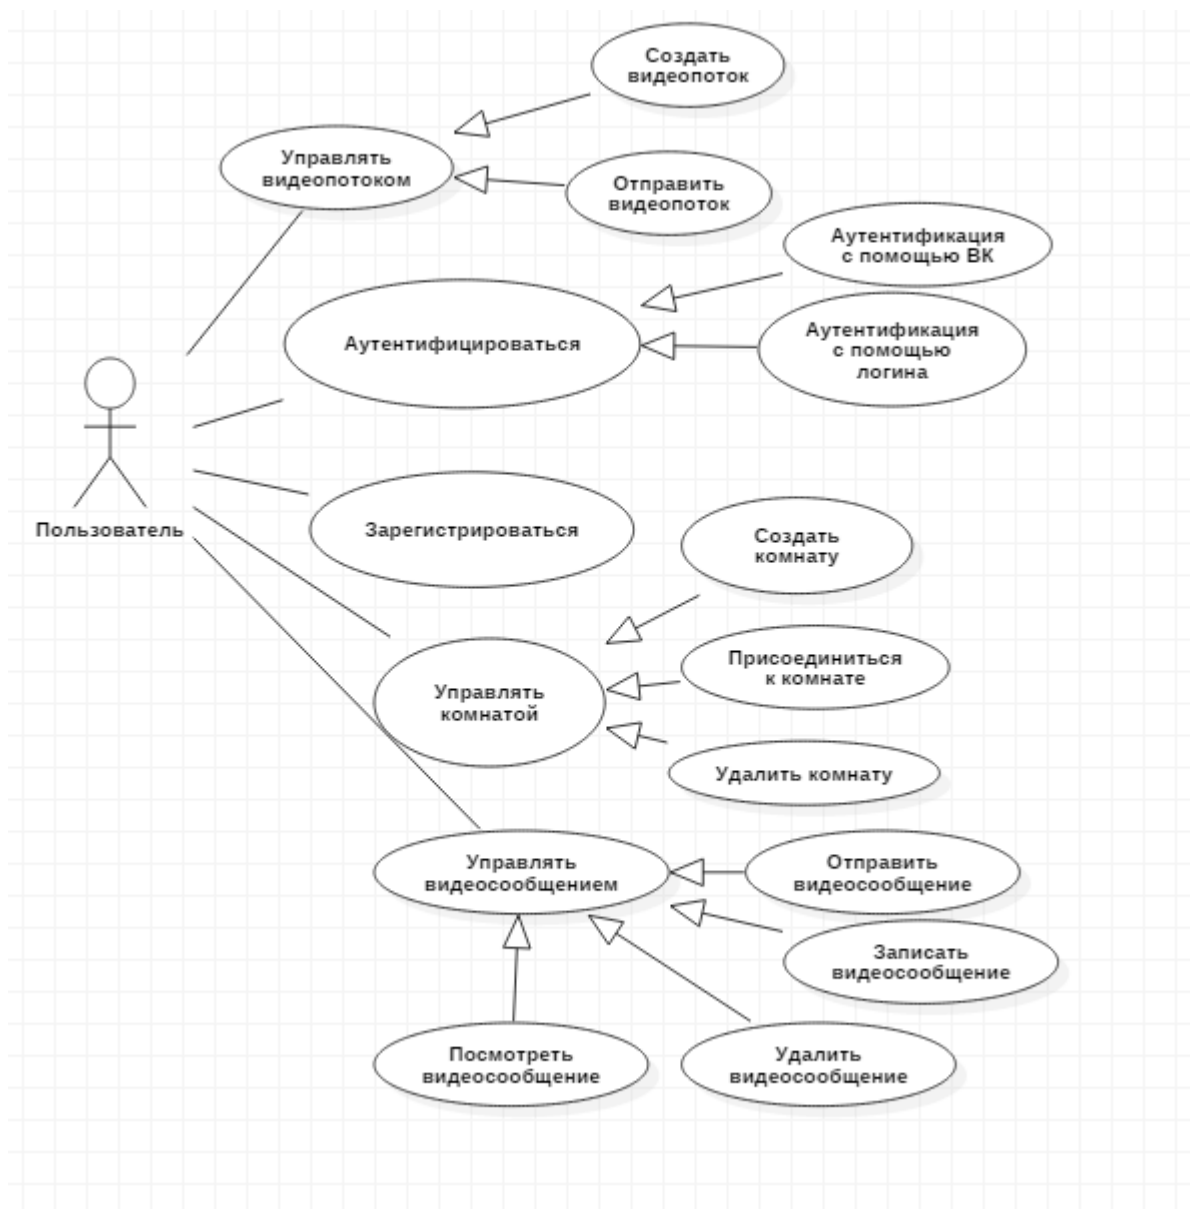 Создать
видеопоток
Управлять
видеопотоком
Отправить
видеопоток
Аутентификация
с помощью ВК
Аутентифицироваться
Аутентификация
с помощью
логина
Пользователь
Зарегистрироваться
Создать
комнату
Присоединиться
к комнате
Управлять
комнатой
Удалить комнату
Управлять
видеосообщением
Отправить
видеосообщение
Записать
видеосообщение
Посмотреть
видеосообщение
Удалить
видеосообщение